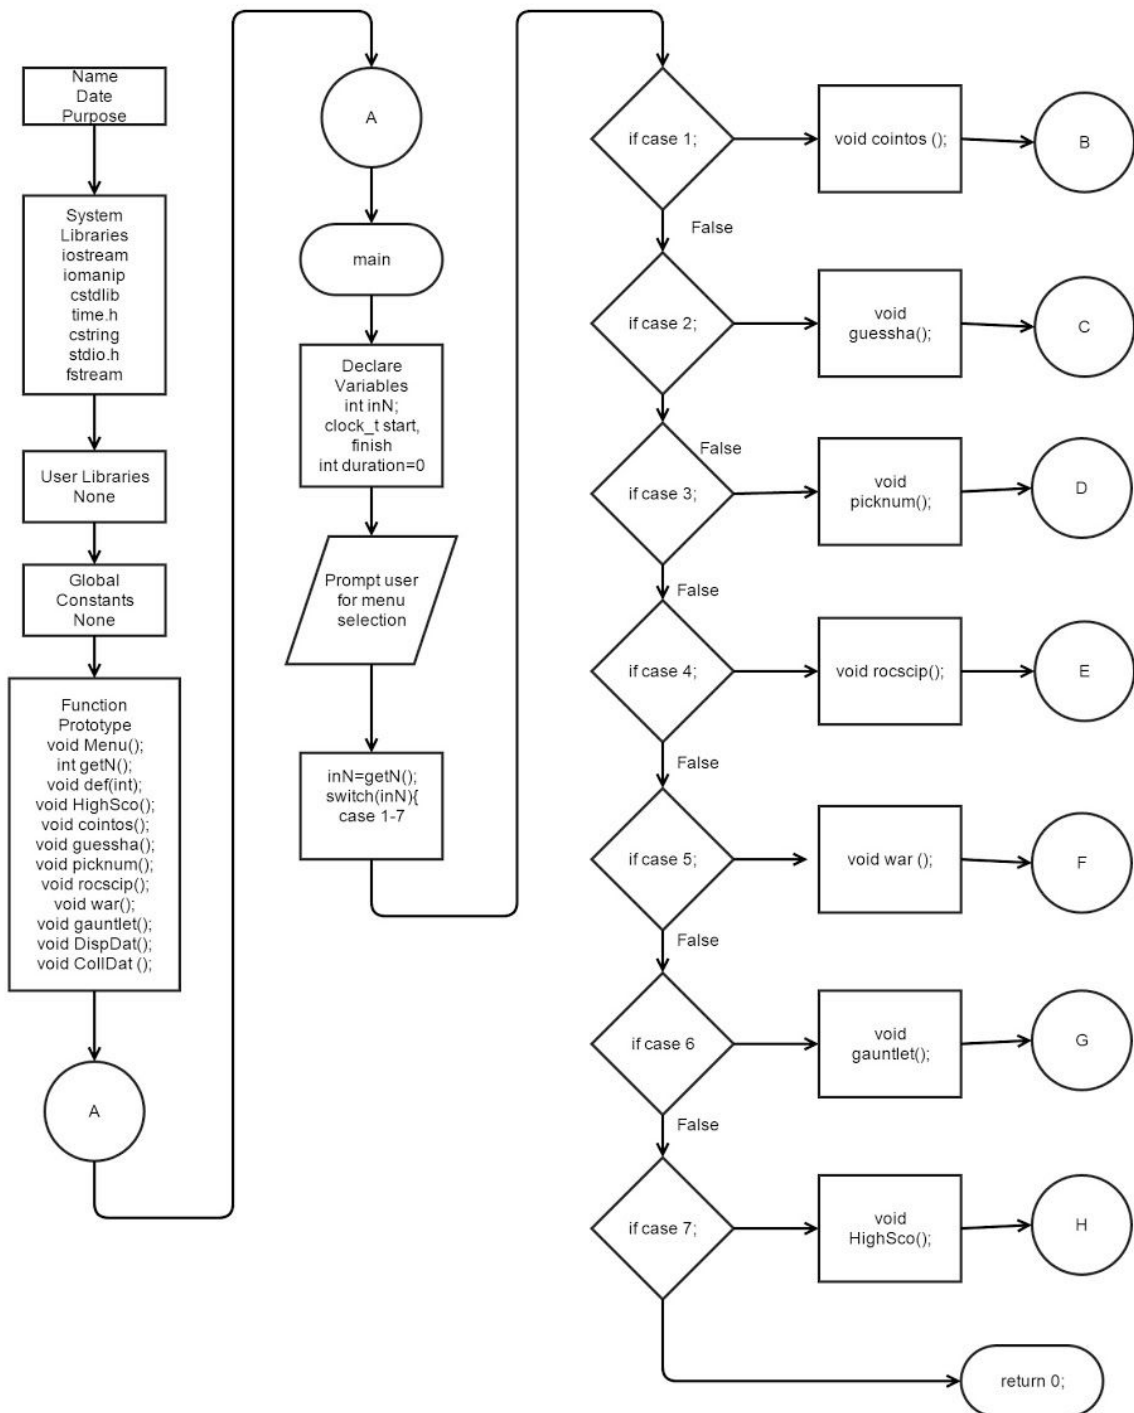 Name
Date
Purpose
System
Libraries
iostream
iomanip
cstdlib
time.h
cstring
stdio.h
fstream
User Libraries
None
Global
Constants
None
Function
Prototype
void Menu();
int getN();
void def(int);
void HighSco();
void cointos();
void guessha();
void picknum();
void rocscip();
void war();
void gauntlet();
void DispDat();
void CollDat ();
A
A
main
Declare
Variables
int inN;
clock_t start,
finish
int duration=0
Prompt user
for menu
selection
inN=getN();
switch(inN){
case 1-7
if case 1;
void cointos ();
B
False
if case 2;
void
guessha();
C
False
if case 3;
void
picknum();
D
False
if case 4;
void rocscip();
E
False
if case 5;
void war ();
F
False
if case 6
void
gauntlet();
G
False
if case 7;
void
HighSco();
H
return 0;